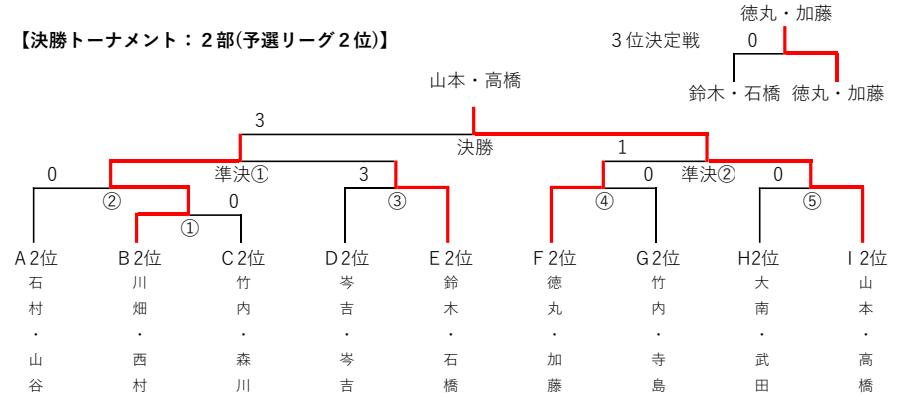 徳丸・加藤
【決勝トーナメント：２部(予選リーグ２位)】
３位決定戦
0
山本・高橋
鈴木・石橋
徳丸・加藤
3
決勝
1
0
準決①
3
0
準決②
0
②
0
③
④
⑤
①
A２位
B２位
C２位
D２位
E２位
F２位
G２位
H2位
I２位
石村・山谷
川畑・西村
竹内・森川
岑吉・岑吉
鈴木・石橋
徳丸・加藤
竹内・寺島
大南・武田
山本・高橋